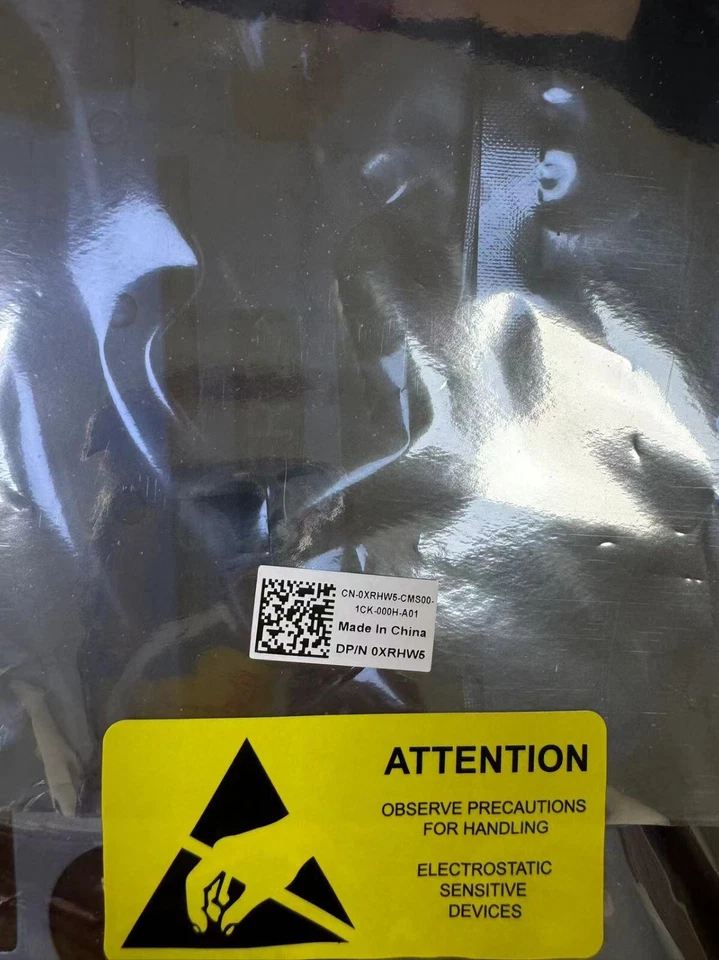 CN-0XRHW5-CMS00-
1CK-000H-A01
Made In China
DP/N 0XRHW5
ATTENTION
OBSERVE PRECAUTIONS
FOR HANDLING
ELECTROSTATIC
SENSITIVE
DEVICES